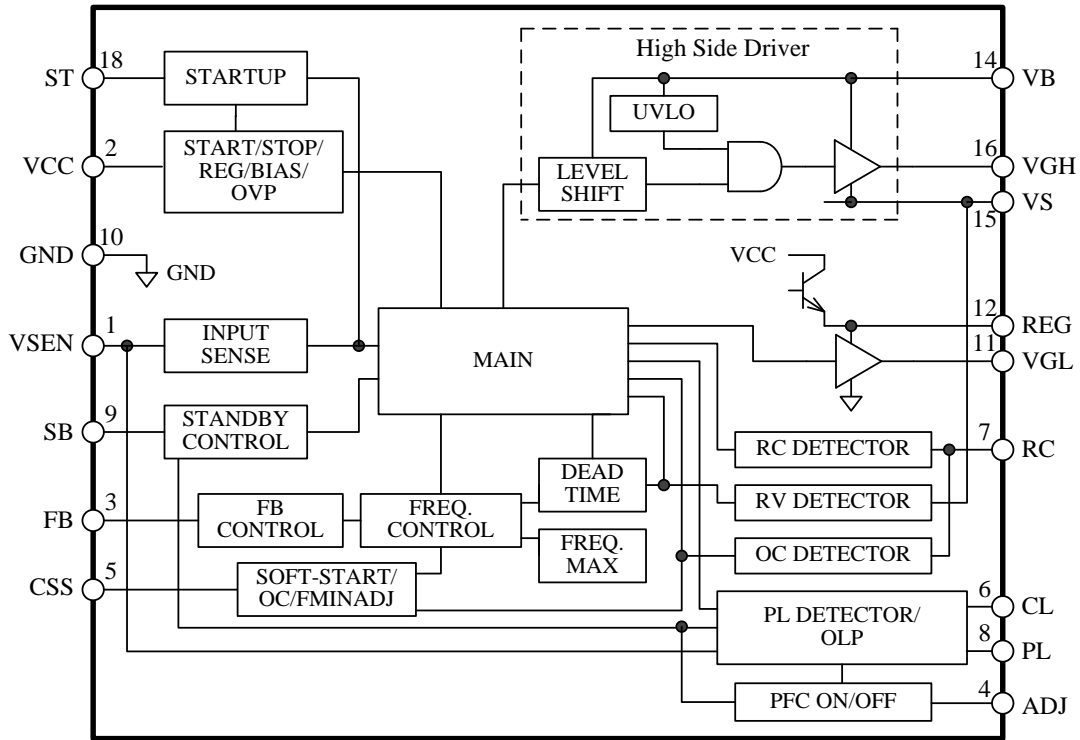 High Side Driver
18
ST
STARTUP
14
VB
UVLO
2
VCC
START/STOP/
REG/BIAS/
OVP
LEVEL
SHIFT
16
VGH
VS
15
10
GND
GND
VCC
1
VSEN
INPUT
SENSE
MAIN
12
REG
11
VGL
9
SB
STANDBY
CONTROL
RC DETECTOR
7
RC
DEAD
TIME
RV DETECTOR
3
FB
FB
CONTROL
FREQ.
CONTROL
FREQ.
MAX
OC DETECTOR
5
CSS
SOFT-START/
OC/FMINADJ
6
CL
PL DETECTOR/
OLP
8
PL
PFC ON/OFF
4
ADJ